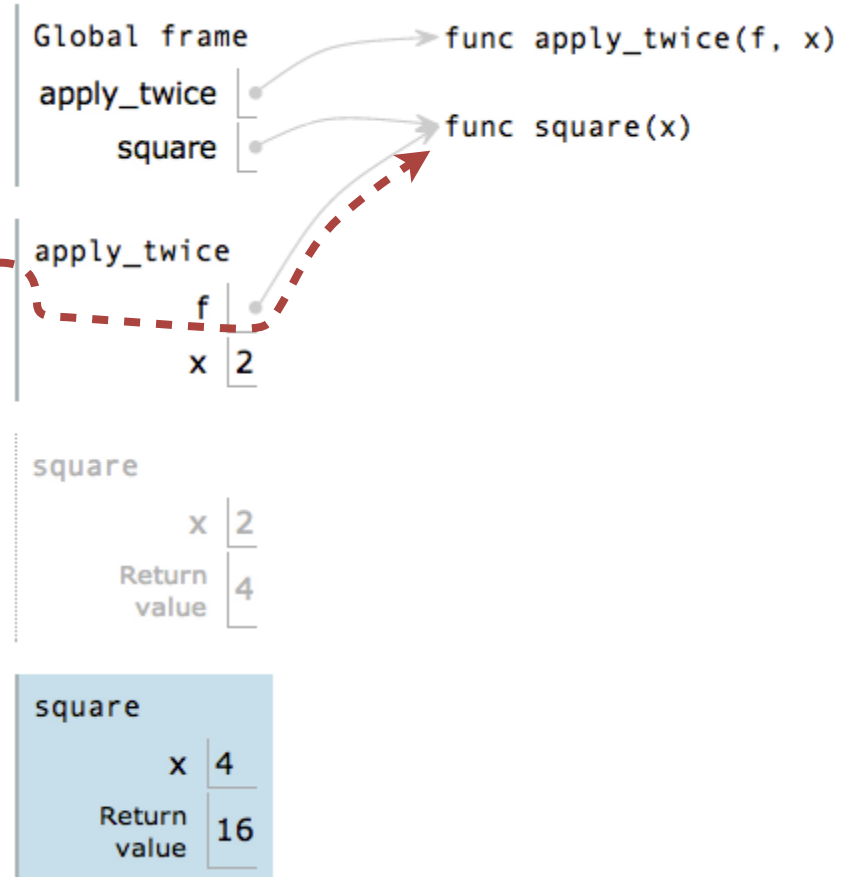 Global frame
func apply_twice(f, x)
apply_twice
func square(x)
square
apply_twice
f
x 2
square
x 2
Return
value 4
square
x 4
Return
value 16